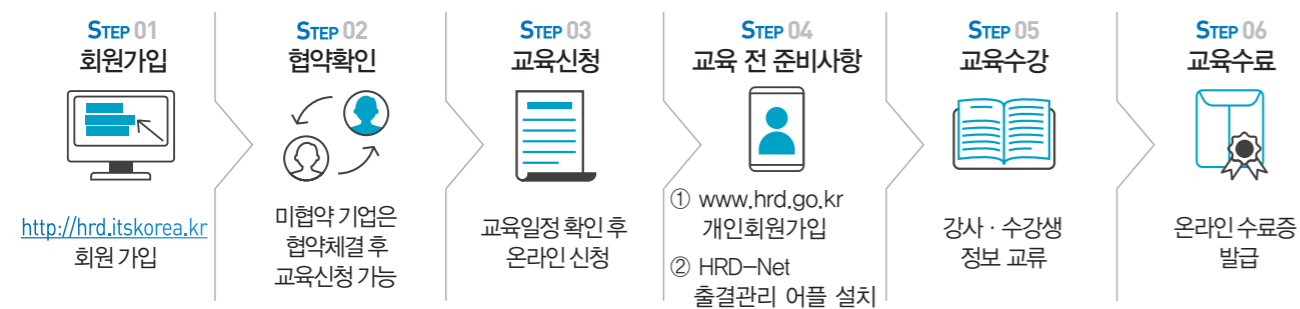 STEP 01
회원가입
http://hrd.itskorea.kr
회원 가입
STEP 02
협약확인
미협약 기업은
협약체결 후
교육신청 가능
STEP 03
교육신청
교육일정 확인 후
온라인 신청
STEP 04
교육 전 준비사항
① www.hrd.go.kr
개인회원가입
② HRD-Net
출결관리 어플 설치
STEP 05
교육수강
강사 · 수강생
정보 교류
STEP 06
교육수료
온라인 수료증
발급